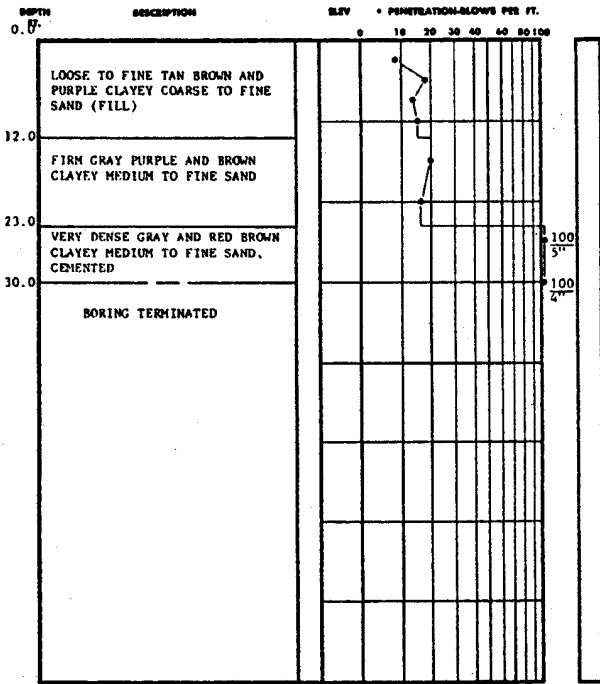 DEPTH FT. DESCRIPTION ELEV • PENETRATION-BLOWS PER FT.
0.0 0 10 20 30 40 60 80 100
LOOSE TO FINE TAN BROWN AND
PURPLE CLAYEY COARSE TO FINE
SAND (FILL)
12.0
FIRM GRAY PURPLE AND BROWN
CLAYEY MEDIUM TO FINE SAND
23.0
VERY DENSE GRAY AND RED BROWN
CLAYEY MEDIUM TO FINE SAND,
CEMENTED
100
5"
30.0
100
4"
BORING TERMINATED